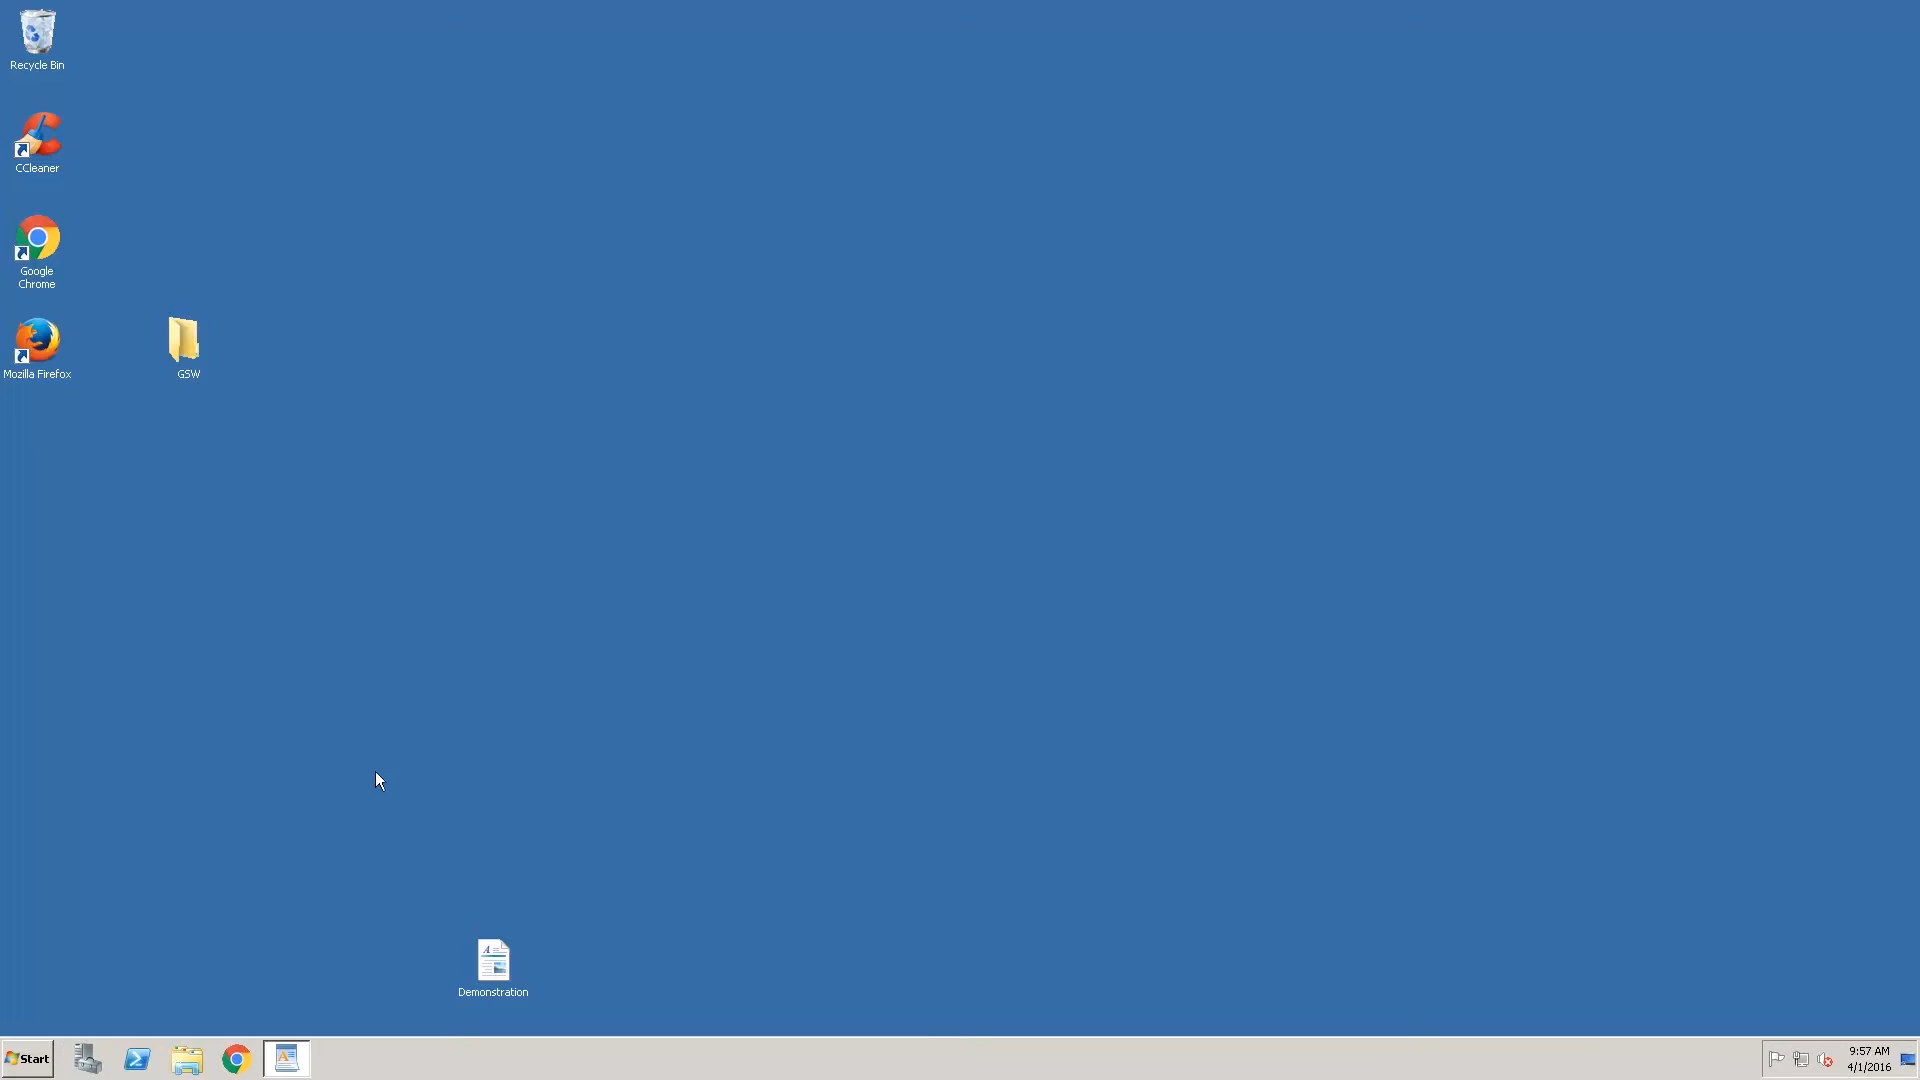 Recycle Bin
CCleaner
Google
Chrome
Mozilla Firefox
GSW
Demonstration
Start
9:57 AM
4/1/2016